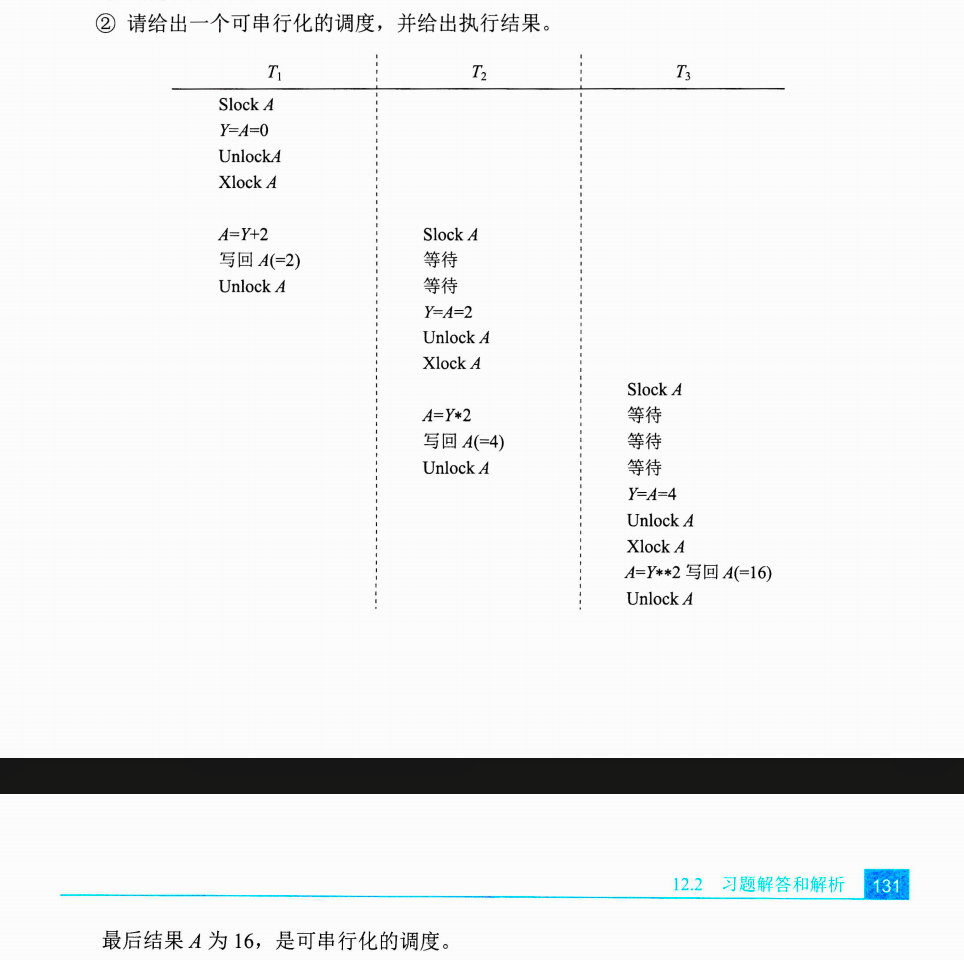 ② 请给出一个可串行化的调度，并给出执行结果。
T₁ T₂ T₃
Slock A
Y=A=0
UnlockA
Xlock A
A=Y+2 Slock A
写回 A(=2) 等待
Unlock A 等待
Y=A=2
Unlock A
Xlock A
Slock A
A=Y*2 等待
写回 A(=4) 等待
Unlock A 等待
Y=A=4
Unlock A
Xlock A
A=Y**2 写回 A(=16)
Unlock A
12.2 习题解答和解析 131
最后结果 A 为 16，是可串行化的调度。